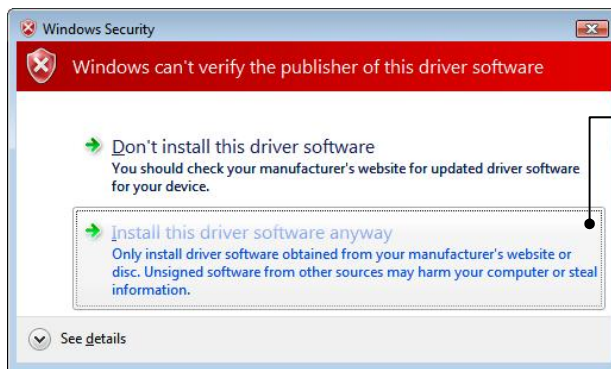 Windows Security
Windows can't verify the publisher of this driver software
Don't install this driver software
You should check your manufacturer's website for updated driver software
for your device.
Install this driver software anyway
Only install driver software obtained from your manufacturer's website or
disc. Unsigned software from other sources may harm your computer or steal
information.
See details